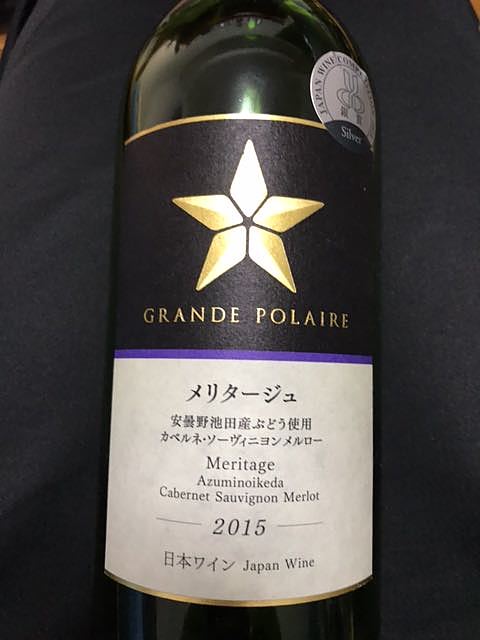 JAPAN WINE COMP
Silver
GRANDE POLAIRE
メリタージュ
安曇野池田産ぶどう使用
カベルネ・ソーヴィニヨンメルロー
Meritage
Azuminoikeda
Cabernet Sauvignon Merlot
2015
日本ワイン Japan Wine